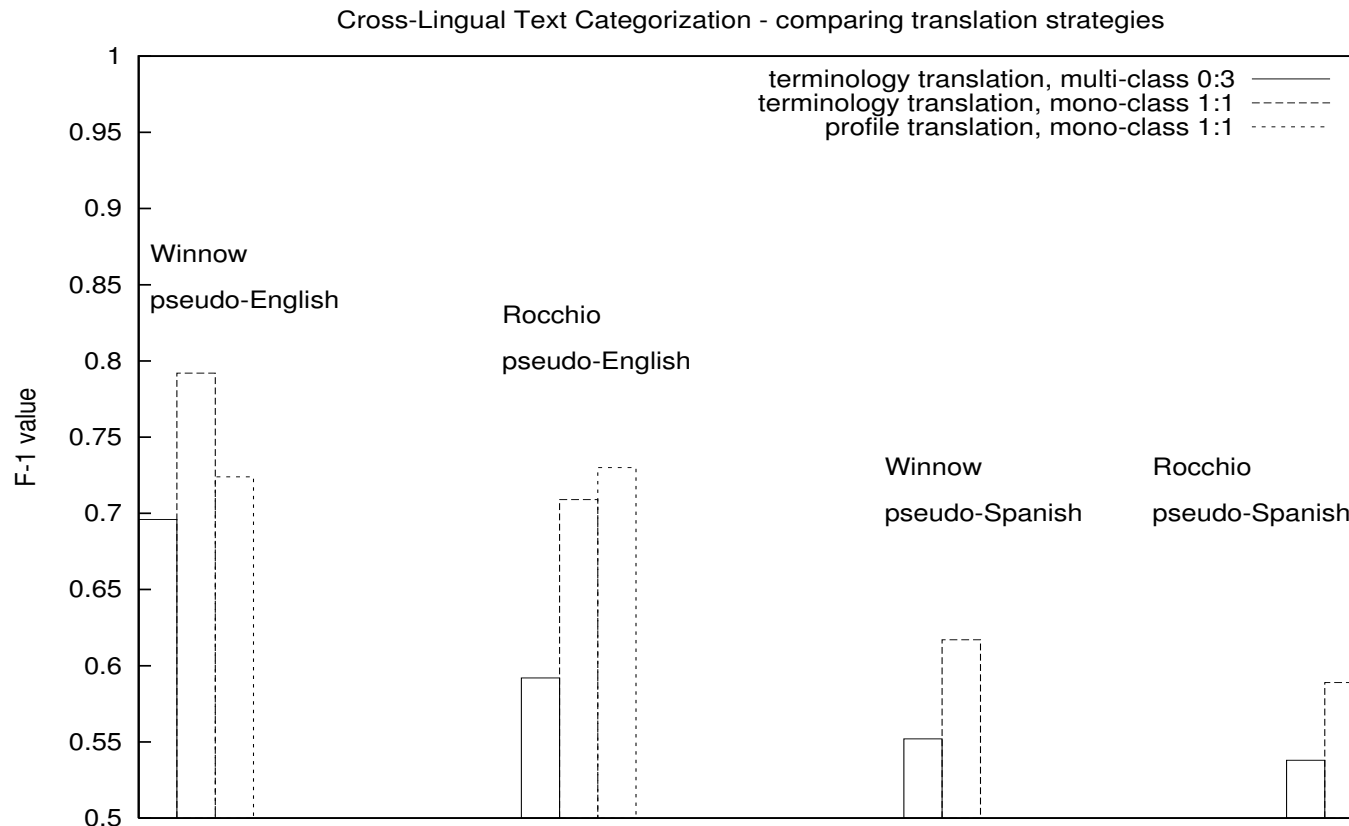 Cross-Lingual Text Categorization - comparing translation strategies
1
terminology translation, multi-class 0:3
terminology translation, mono-class 1:1
profile translation, mono-class 1:1
0.95
0.9
Winnow
pseudo-English
0.85
Rocchio
pseudo-English
0.8
F-1 value
0.75
Winnow
pseudo-Spanish
Rocchio
pseudo-Spanish
0.7
0.65
0.6
0.55
0.5